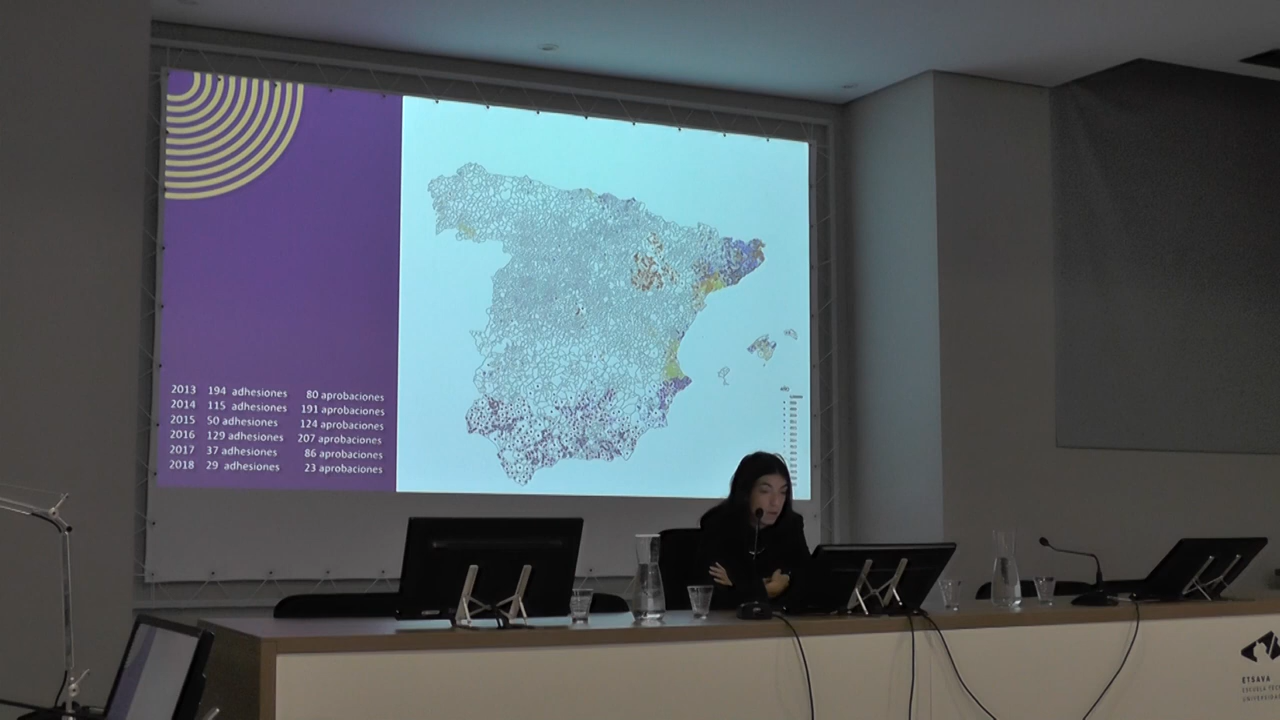 2013 194 adhesiones 80 aprobaciones
2014 115 adhesiones 191 aprobaciones
2015 50 adhesiones 124 aprobaciones
2016 129 adhesiones 207 aprobaciones
2017 37 adhesiones 86 aprobaciones
2018 29 adhesiones 23 aprobaciones
ETSAVA
ESCUELA